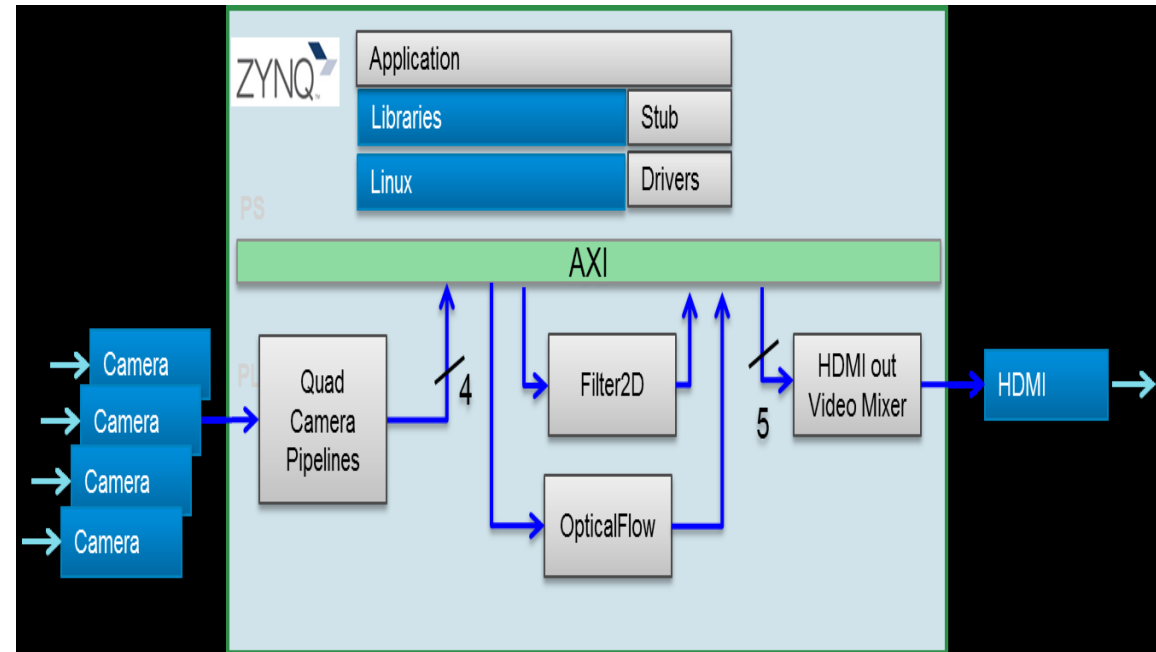 ZYNQ
Application
Libraries
Stub
Linux
Drivers
PS
AXI
Camera
Camera
Camera
Camera
PL
Quad
Camera
Pipelines
4
Filter2D
OpticalFlow
5
HDMI out
Video Mixer
HDMI